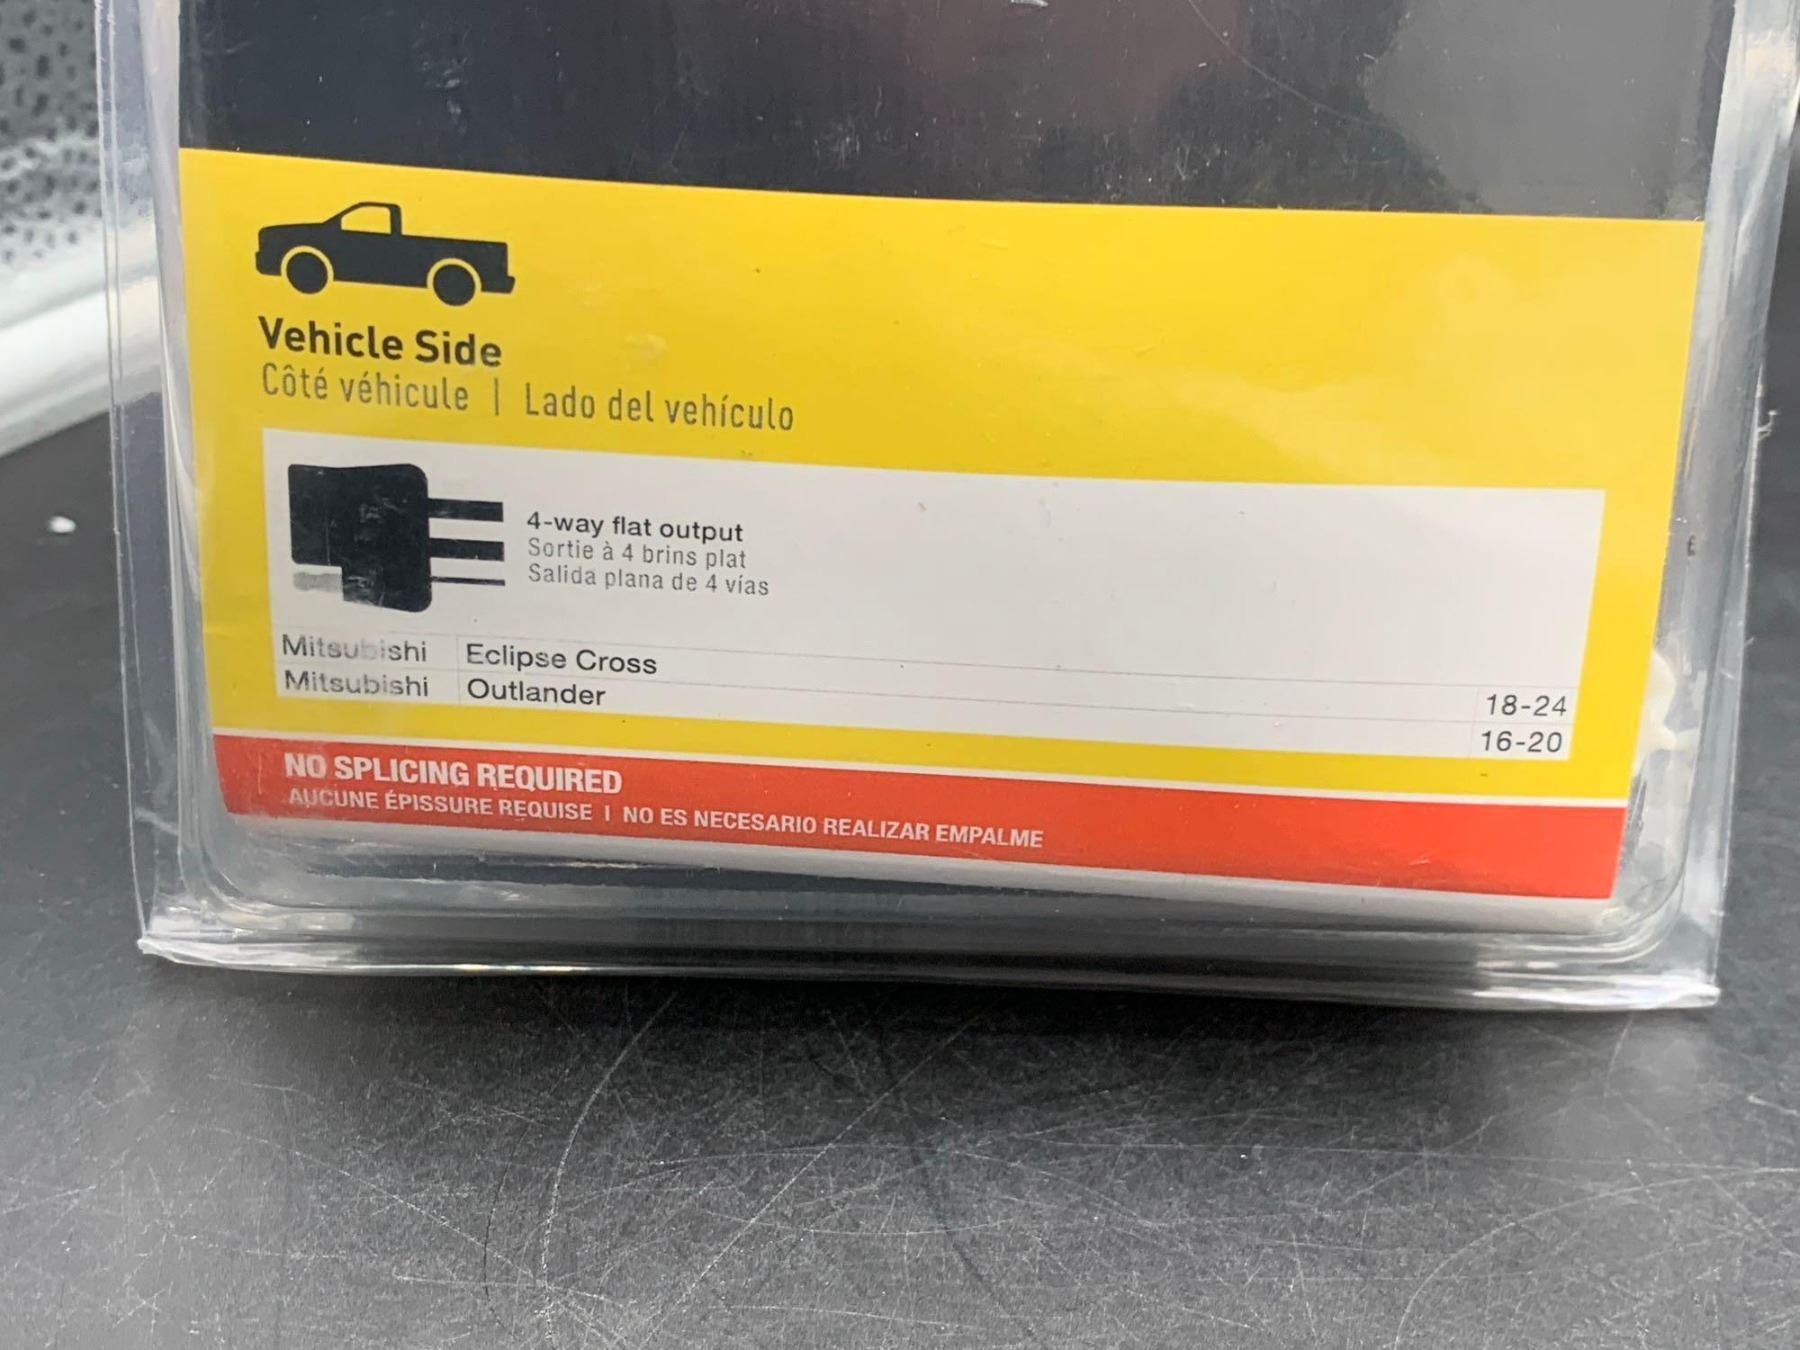 Vehicle Side
Côté véhicule | Lado del vehículo
4-way flat output
Sortie à 4 brins plat
Salida plana de 4 vías
Mitsubishi Eclipse Cross 18-24
Mitsubishi Outlander 16-20
NO SPLICING REQUIRED
AUCUNE ÉPISSURE REQUISE | NO ES NECESARIO REALIZAR EMPALME